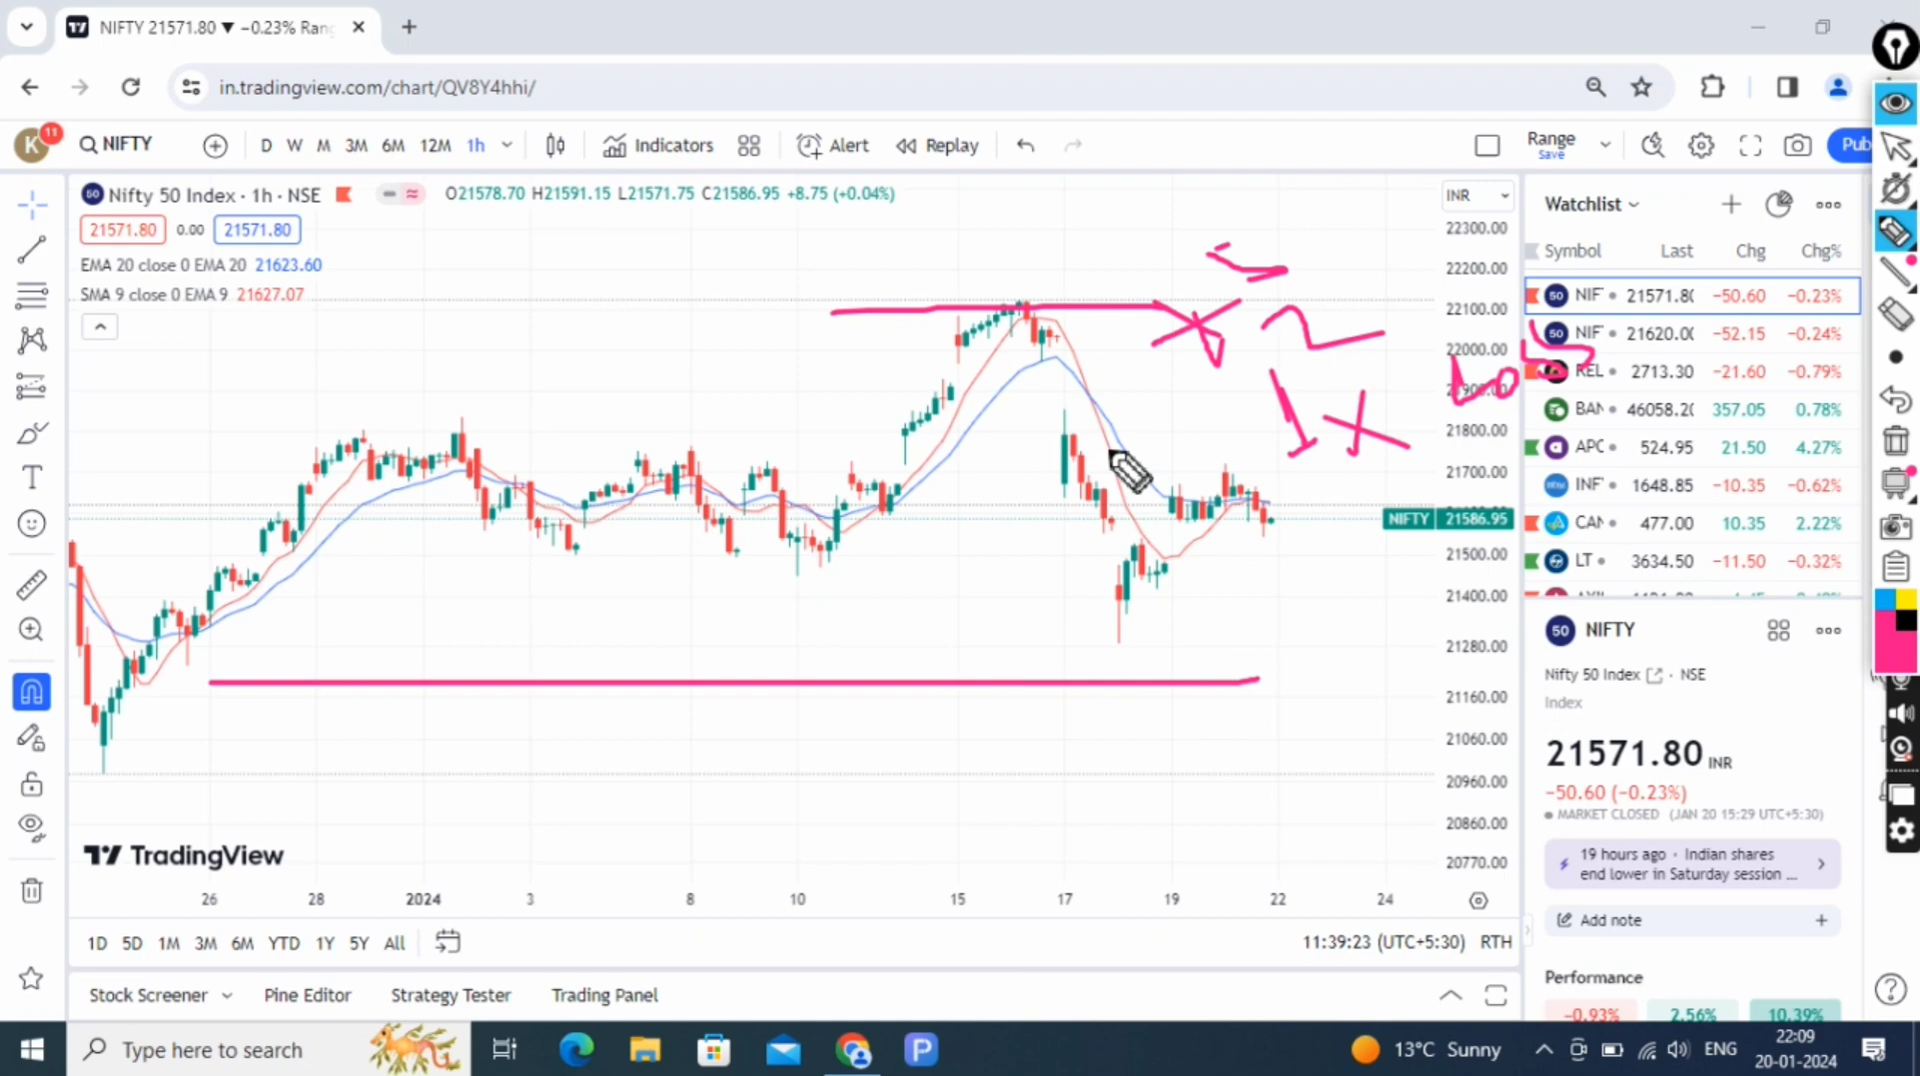 NIFTY 21571.80 ▼ −0.23% Rang
in.tradingview.com/chart/QV8Y4hhi/
K 11 NIFTY D W M 3M 6M 12M 1h Indicators Alert Replay Range Save Pub
Nifty 50 Index · 1h · NSE O21578.70 H21591.15 L21571.75 C21586.95 +8.75 (+0.04%)
21571.80 0.00 21571.80
EMA 20 close 0 EMA 20 21623.60
SMA 9 close 0 EMA 9 21627.07
INR
22300.00
22200.00
22100.00
22000.00
21900.00
21800.00
21700.00
NIFTY 21586.95
21500.00
21400.00
21280.00
21160.00
21060.00
20960.00
20860.00
20770.00
TradingView
26 28 2024 3 8 10 15 17 19 22 24
1D 5D 1M 3M 6M YTD 1Y 5Y All
11:39:23 (UTC+5:30) RTH
Stock Screener Pine Editor Strategy Tester Trading Panel
Watchlist
Symbol Last Chg Chg%
50 NIF 21571.8 −50.60 −0.23%
50 NIF 21620.0 −52.15 −0.24%
REL 2713.30 −21.60 −0.79%
BAN 46058.2 357.05 0.78%
APO 524.95 21.50 4.27%
INF 1648.85 −10.35 −0.62%
CAN 477.00 10.35 2.22%
LT 3634.50 −11.50 −0.32%
50 NIFTY
Nifty 50 Index · NSE
Index
21571.80 INR
−50.60 (−0.23%)
MARKET CLOSED (JAN 20 15:29 UTC+5:30)
19 hours ago · Indian shares
end lower in Saturday session ...
Add note
Performance
−0.93% 2.56% 10.39%
Type here to search
13°C Sunny
ENG
22:09
20-01-2024